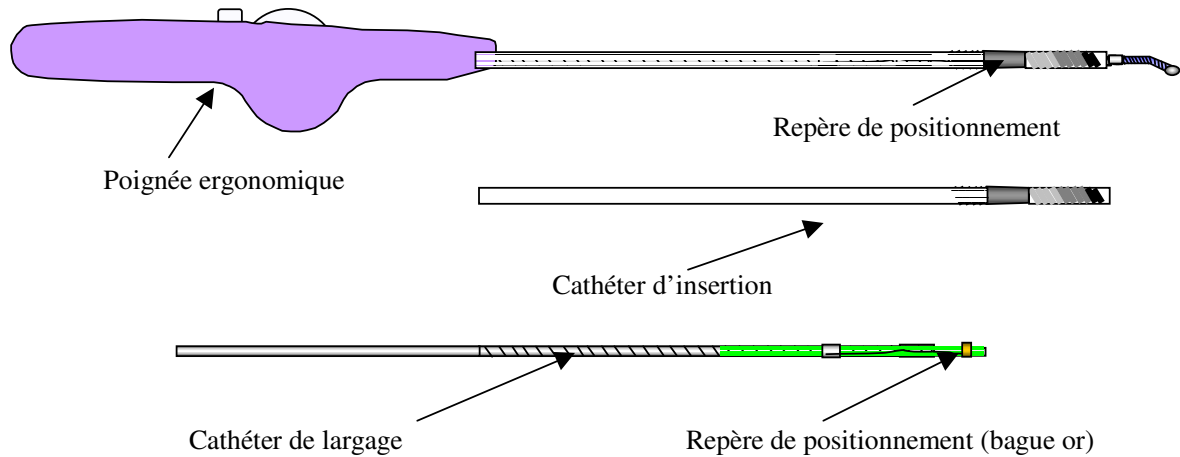 Repère de positionnement
Poignée ergonomique
Cathéter d’insertion
Cathéter de largage
Repère de positionnement (bague or)